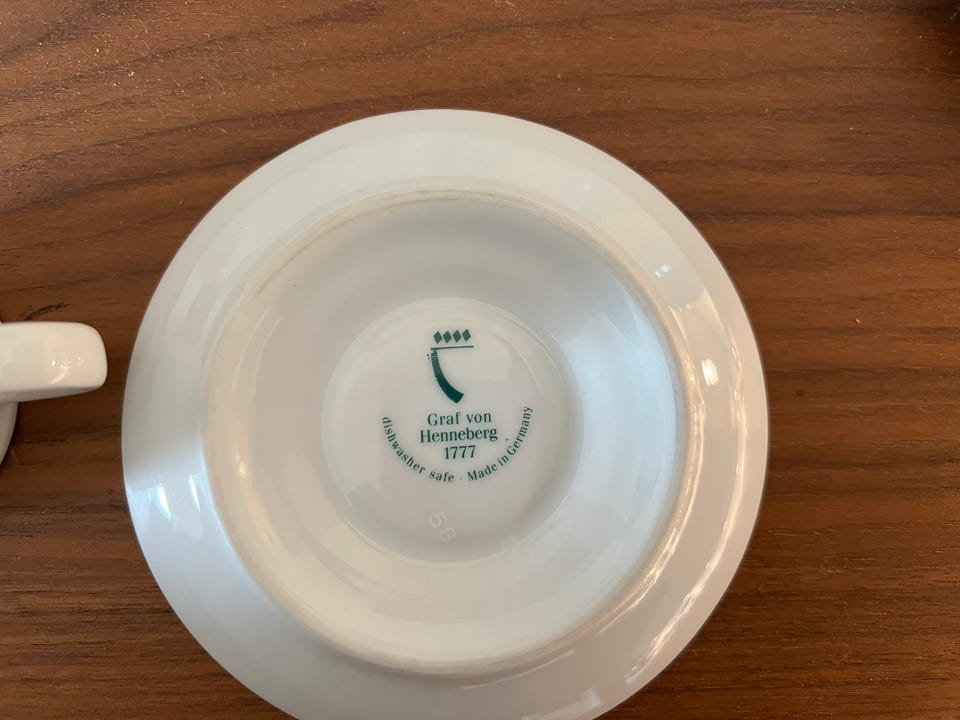 Graf von
Henneberg
1777
dishwasher safe · Made in Germany
58